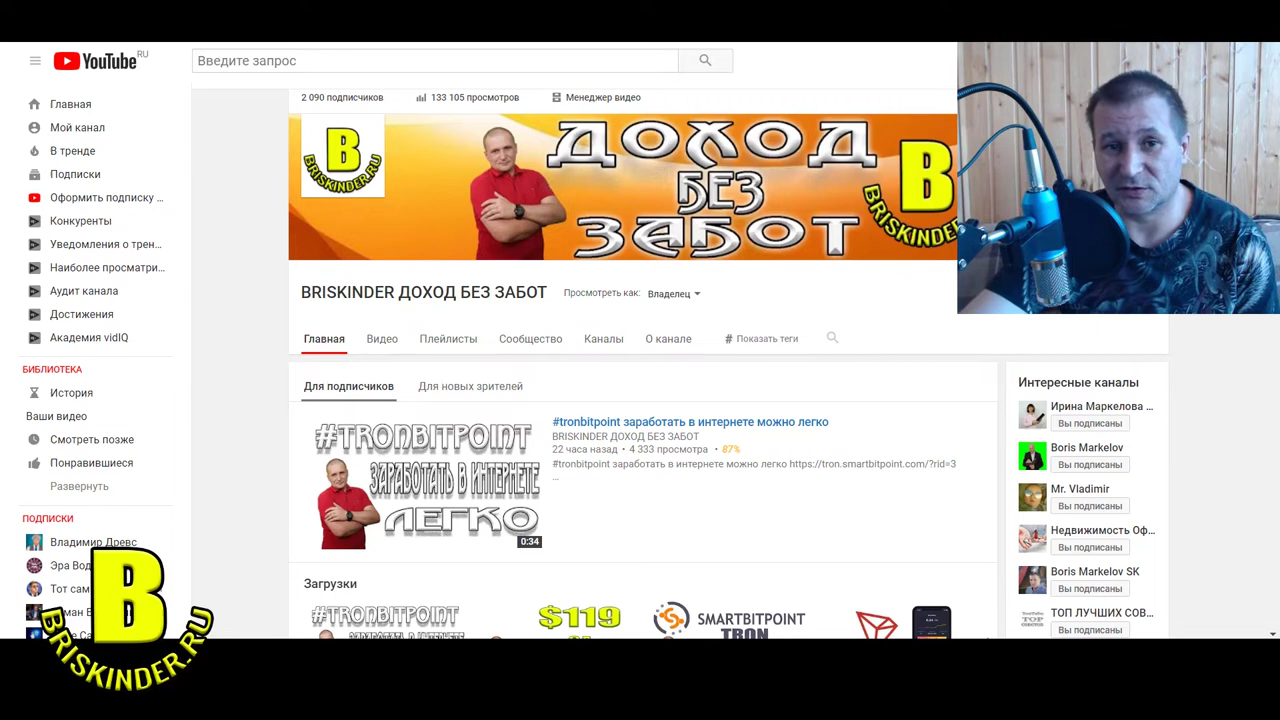 YouTube RU
Введите запрос
Главная
Мой канал
В тренде
Подписки
Оформить подписку ...
Конкуренты
Уведомления о трен...
Наиболее просматри...
Аудит канала
Достижения
Академия vidIQ
БИБЛИОТЕКА
История
Ваши видео
Смотреть позже
Понравившиеся
Развернуть
ПОДПИСКИ
Владимир Древс
Эра Вод
Тот сам
B
BRISKINDER.RU
2 090 подписчиков
133 105 просмотров
Менеджер видео
B
BRISKINDER.RU
ДОХОД
БЕЗ
ЗАБОТ
B
BRISKINDER
BRISKINDER ДОХОД БЕЗ ЗАБОТ
Просмотреть как: Владелец
Главная
Видео
Плейлисты
Сообщество
Каналы
О канале
# Показать теги
Для подписчиков
Для новых зрителей
#TRONBITPOINT
ЗАРАБОТАТЬ В ИНТЕРНЕТЕ
ЛЕГКО
0:34
#tronbitpoint заработать в интернете можно легко
BRISKINDER ДОХОД БЕЗ ЗАБОТ
22 часа назад • 4 333 просмотра • 87%
#tronbitpoint заработать в интернете можно легко https://tron.smartbitpoint.com/?rid=3
...
Загрузки
#TRONBITPOINT
$119
SMARTBITPOINT
TRON
Интересные каналы
Ирина Маркелова ...
Вы подписаны
Boris Markelov
Вы подписаны
Mr. Vladimir
Вы подписаны
Недвижимость Оф...
Вы подписаны
Boris Markelov SK
Вы подписаны
ТОП ЛУЧШИХ СОВ...
Вы подписаны